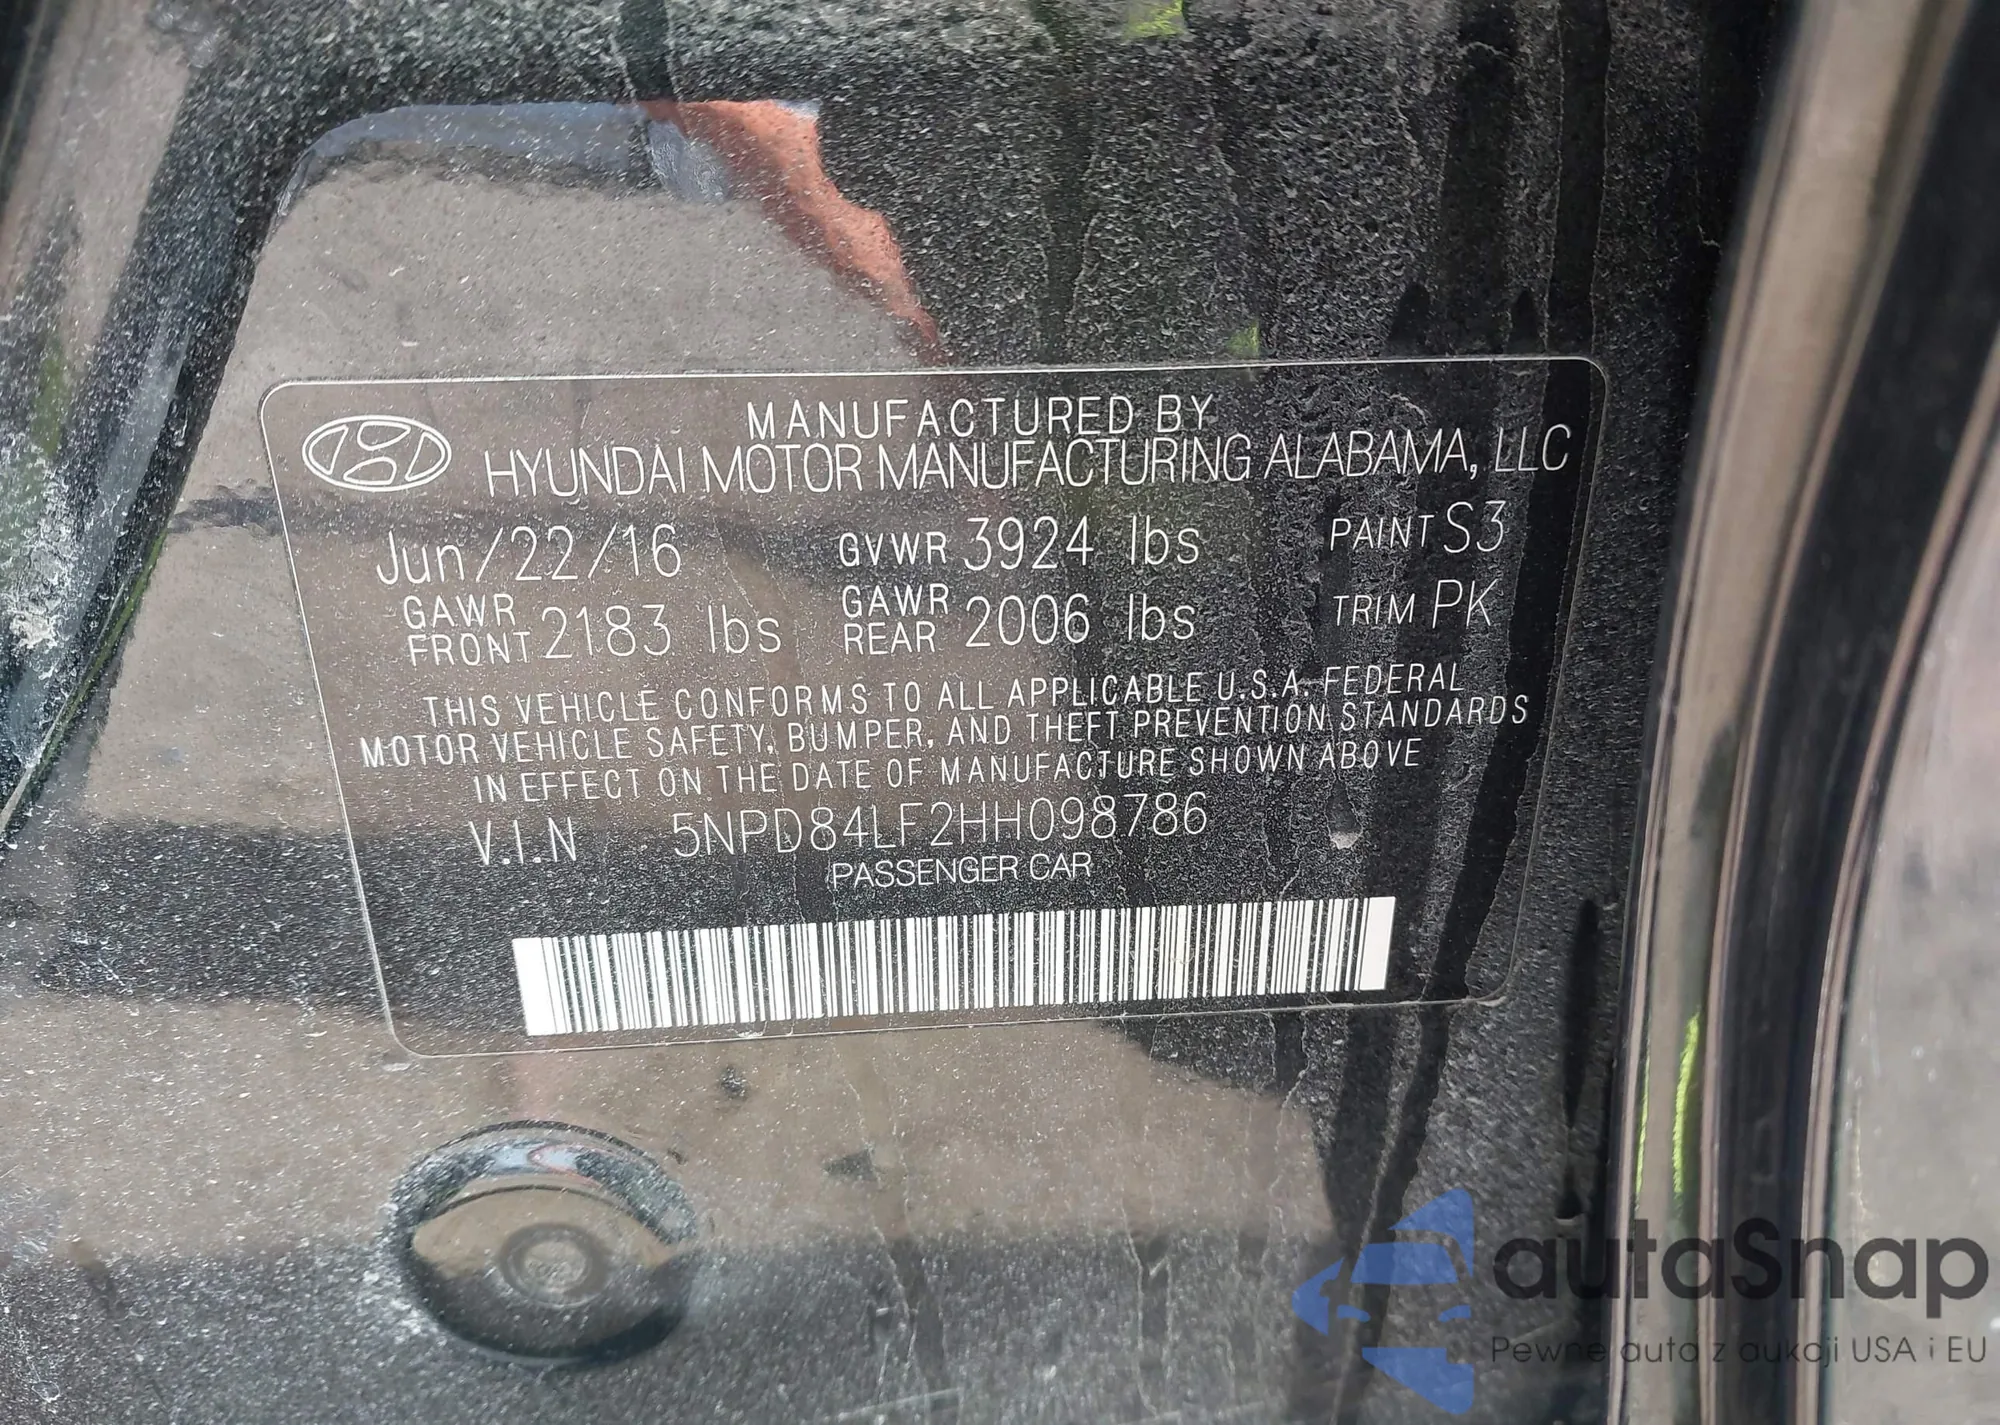 MANUFACTURED BY
HYUNDAI MOTOR MANUFACTURING ALABAMA, LLC
Jun/22/16 GVWR 3924 lbs PAINT S3
GAWR FRONT 2183 lbs GAWR REAR 2006 lbs TRIM PK
THIS VEHICLE CONFORMS TO ALL APPLICABLE U.S.A. FEDERAL
MOTOR VEHICLE SAFETY, BUMPER, AND THEFT PREVENTION STANDARDS
IN EFFECT ON THE DATE OF MANUFACTURE SHOWN ABOVE
V.I.N 5NPD84LF2HH098786
PASSENGER CAR
autaSnap
Pewne auta z aukcji USA i EU